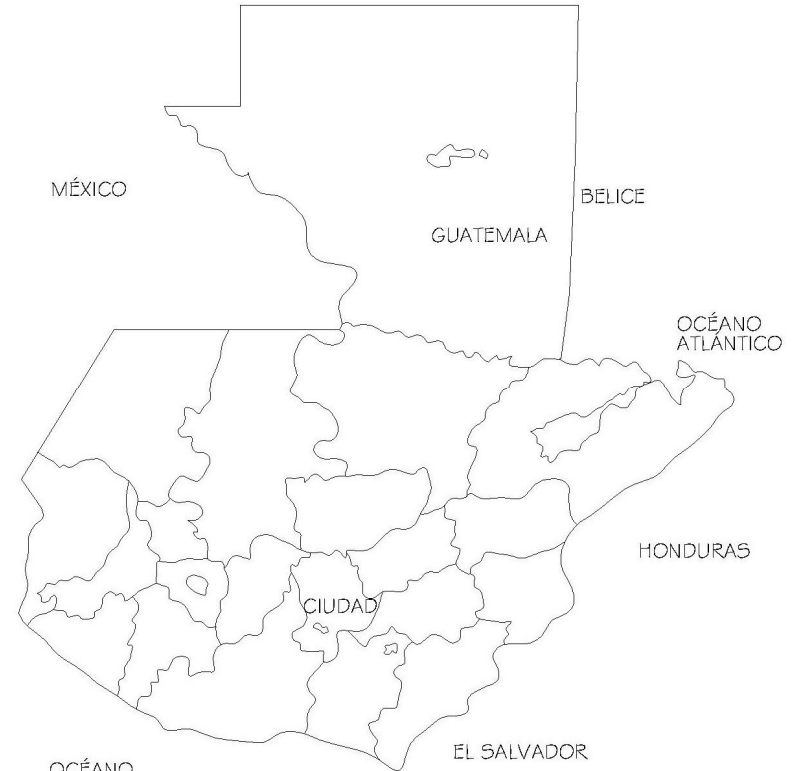 MÉXICO
BELICE
GUATEMALA
OCÉANO
ATLÁNTICO
HONDURAS
CIUDAD
EL SALVADOR
OCÉANO